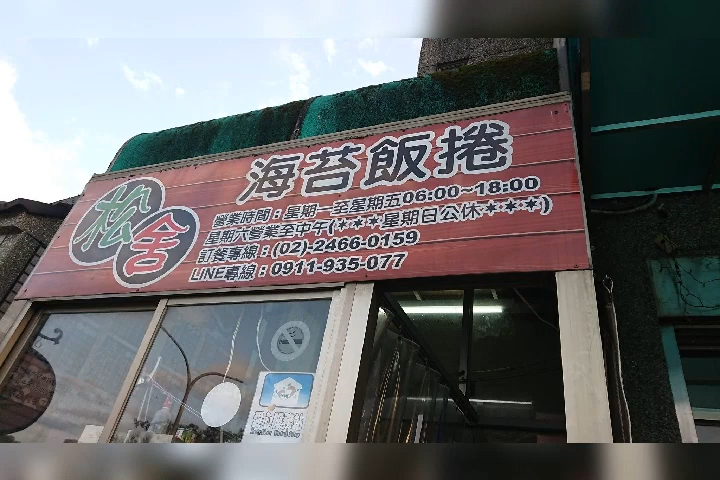 松舍
海苔飯捲
營業時間：星期一至星期五06:00~18:00
星期六營業至中午(✶✶✶星期日公休✶✶✶)
訂餐專線：(02)-2466-0159
LINE專線：0911-935-077